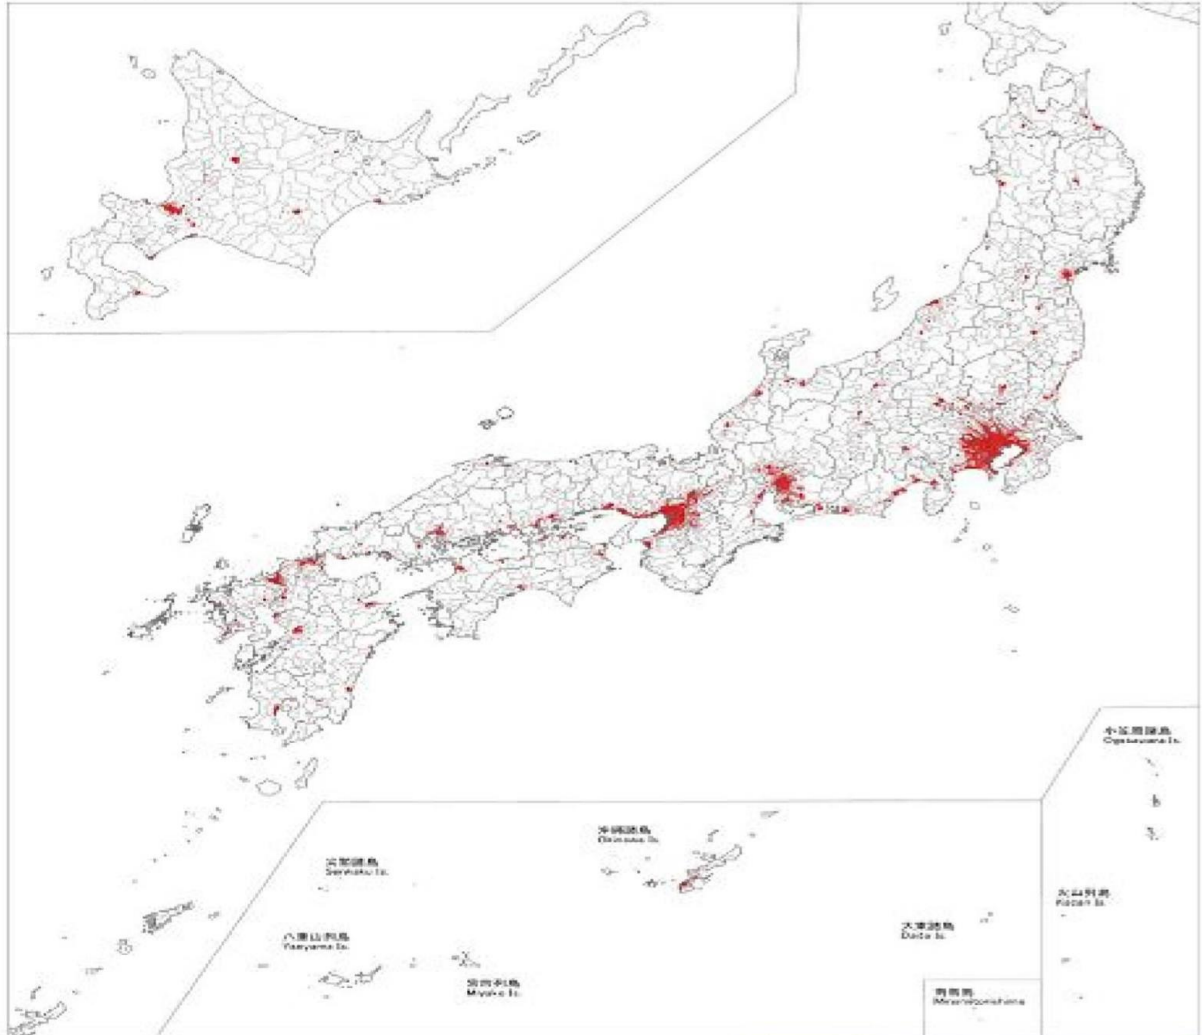 小笠原諸島
Ogasawara Is.
沖縄諸島
Okinawa Is.
尖閣諸島
Senkaku Is.
火山列島
Kazan Is.
大東諸島
Daito Is.
八重山列島
Yaeyama Is.
宮古列島
Miyako Is.
南鳥島
Minamitorishima